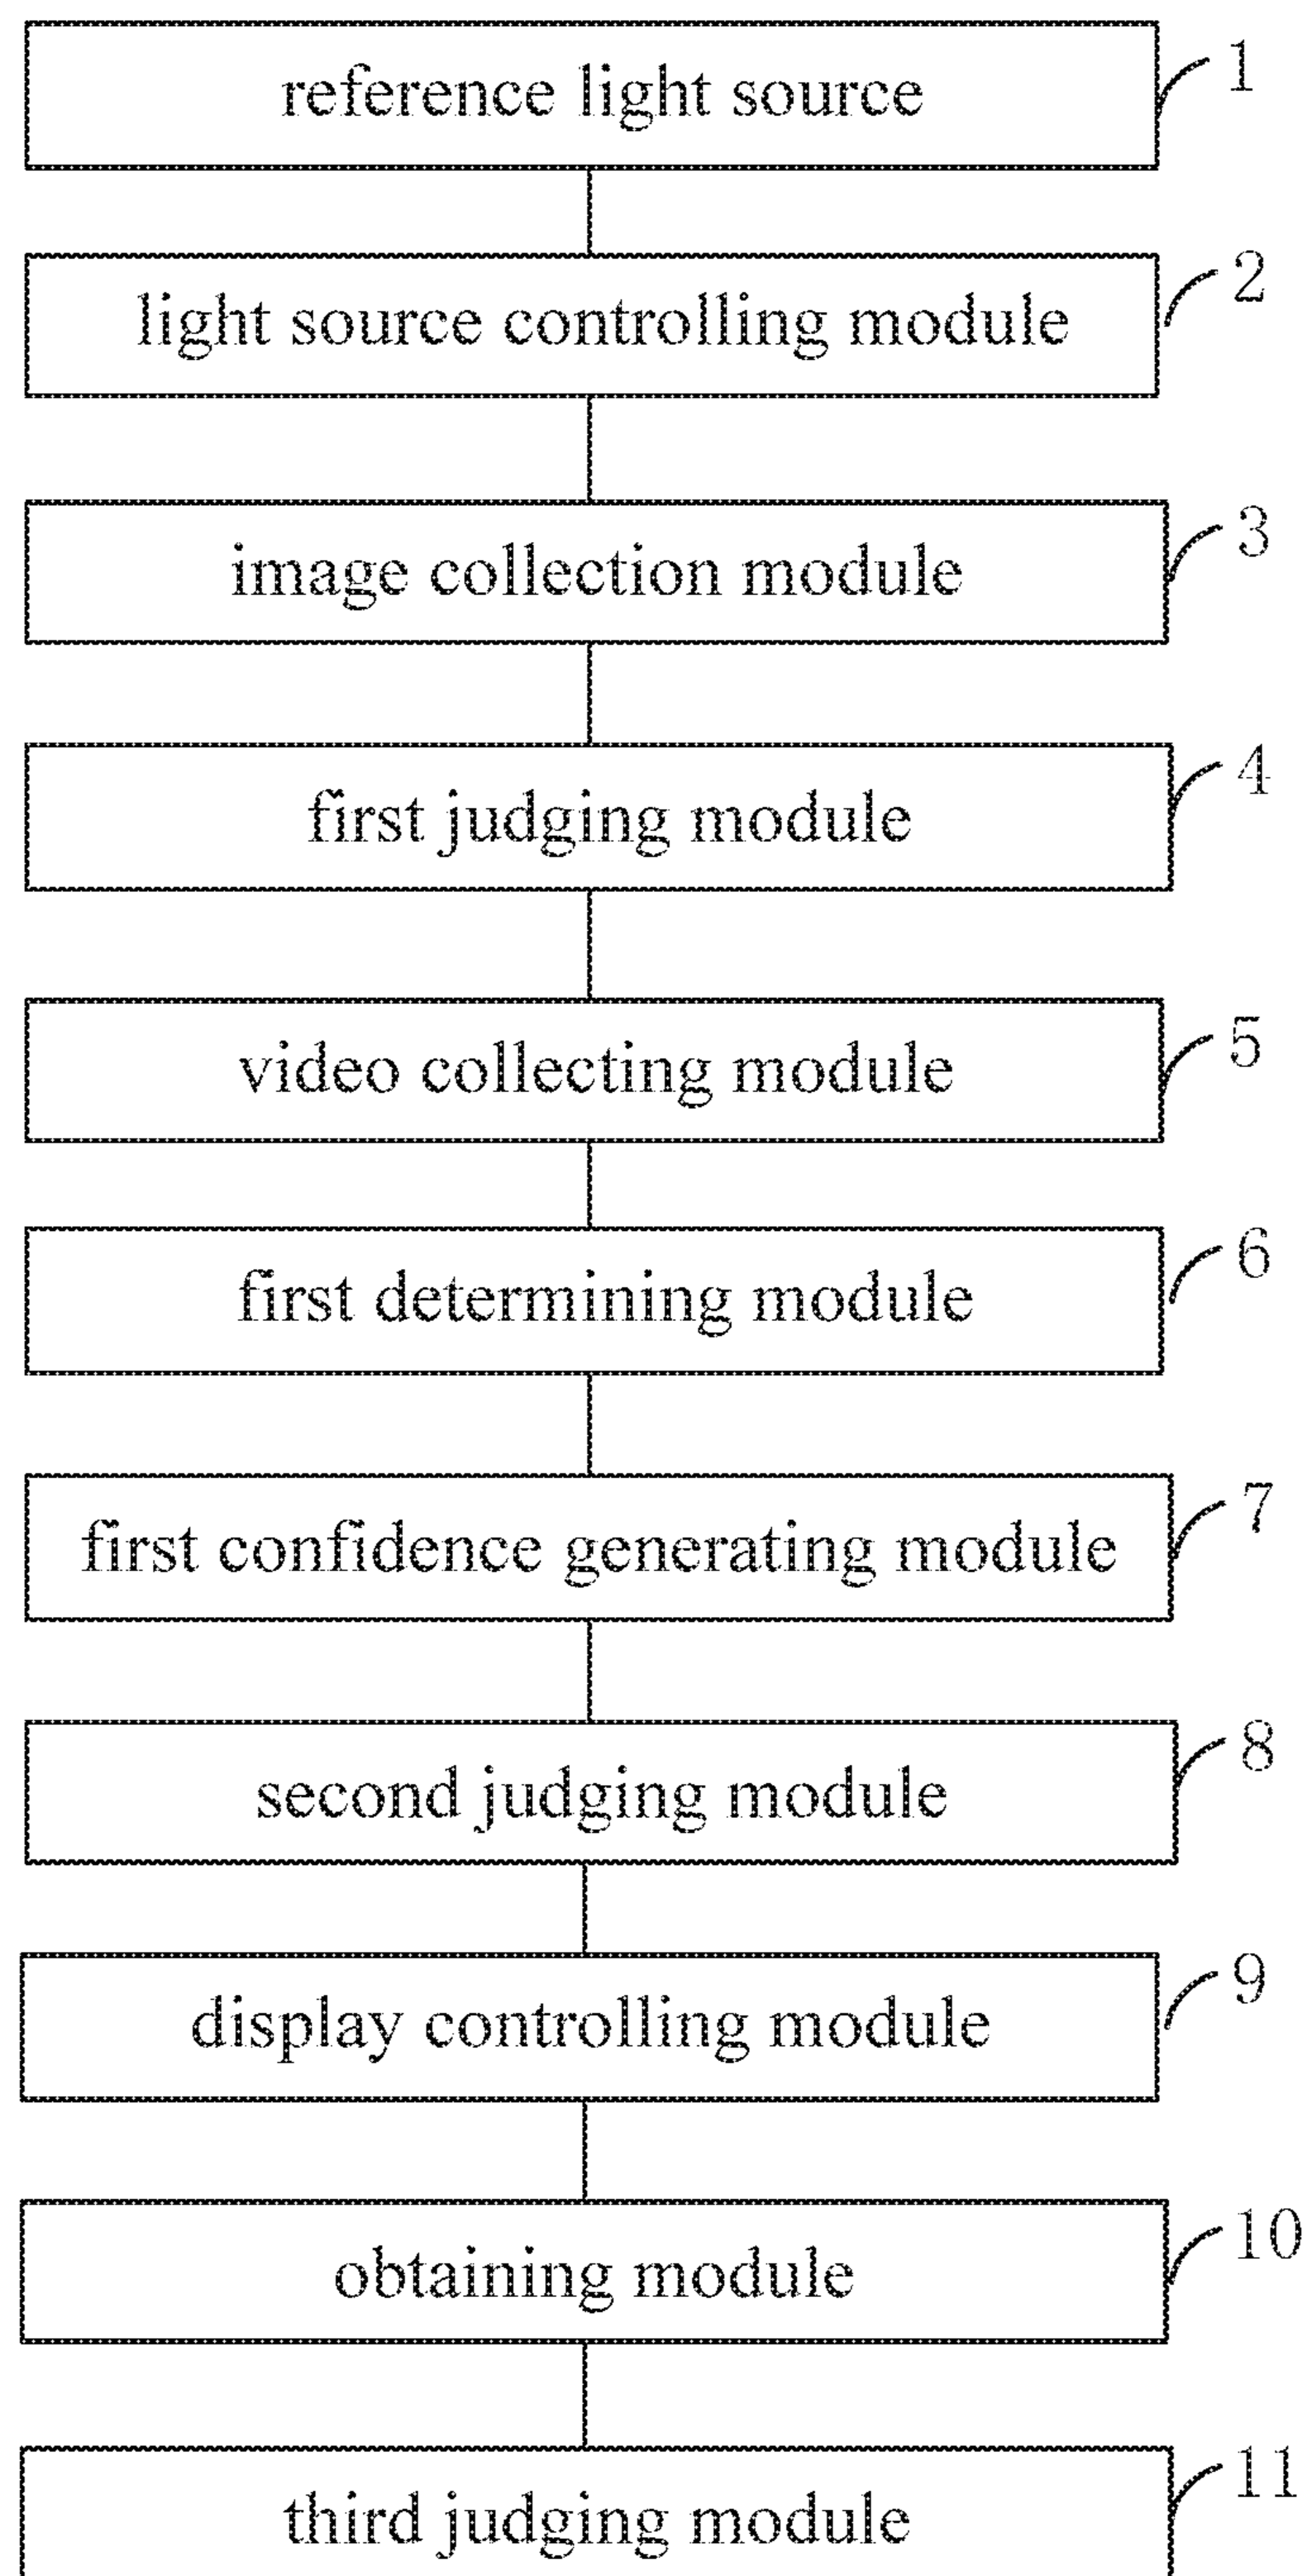 reference light source 1
light source controlling module 2
image collection module 3
first judging module 4
video collecting module 5
first determining module 6
first confidence generating module 7
second judging module 8
display controlling module 9
obtaining module 10
third judging module 11